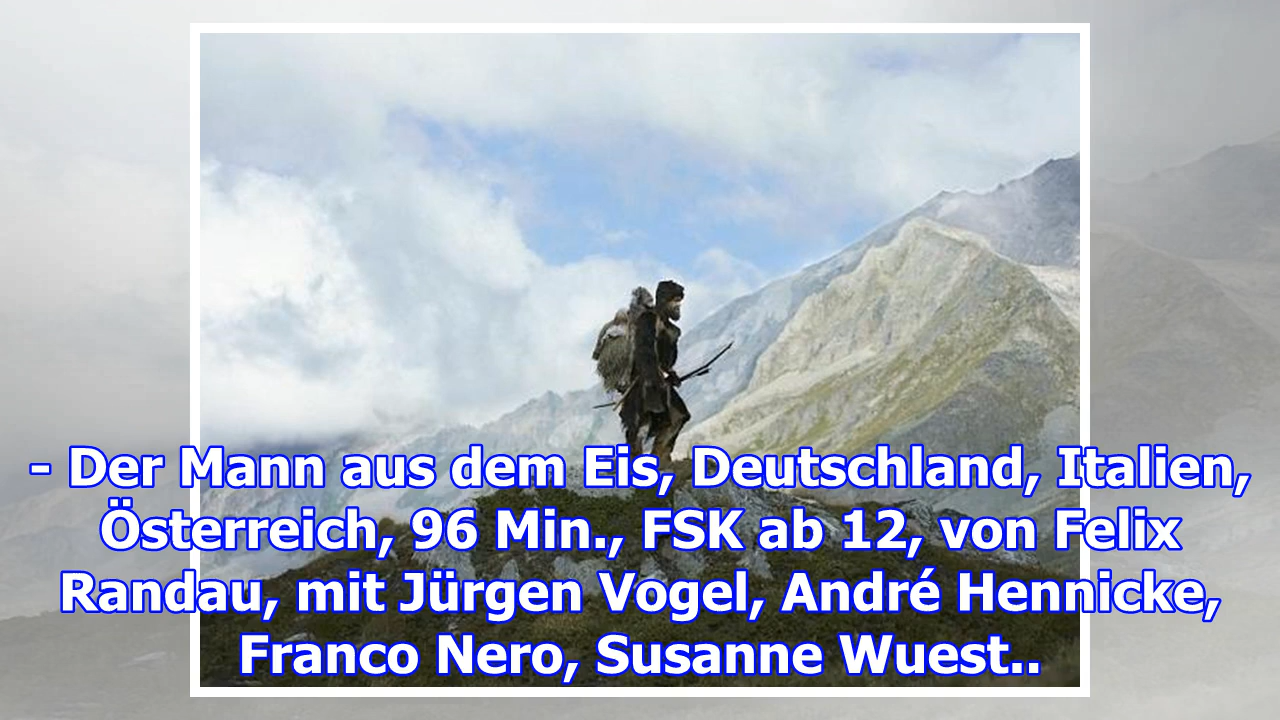 - Der Mann aus dem Eis, Deutschland, Italien,
Österreich, 96 Min., FSK ab 12, von Felix
Randau, mit Jürgen Vogel, André Hennicke,
Franco Nero, Susanne Wuest..